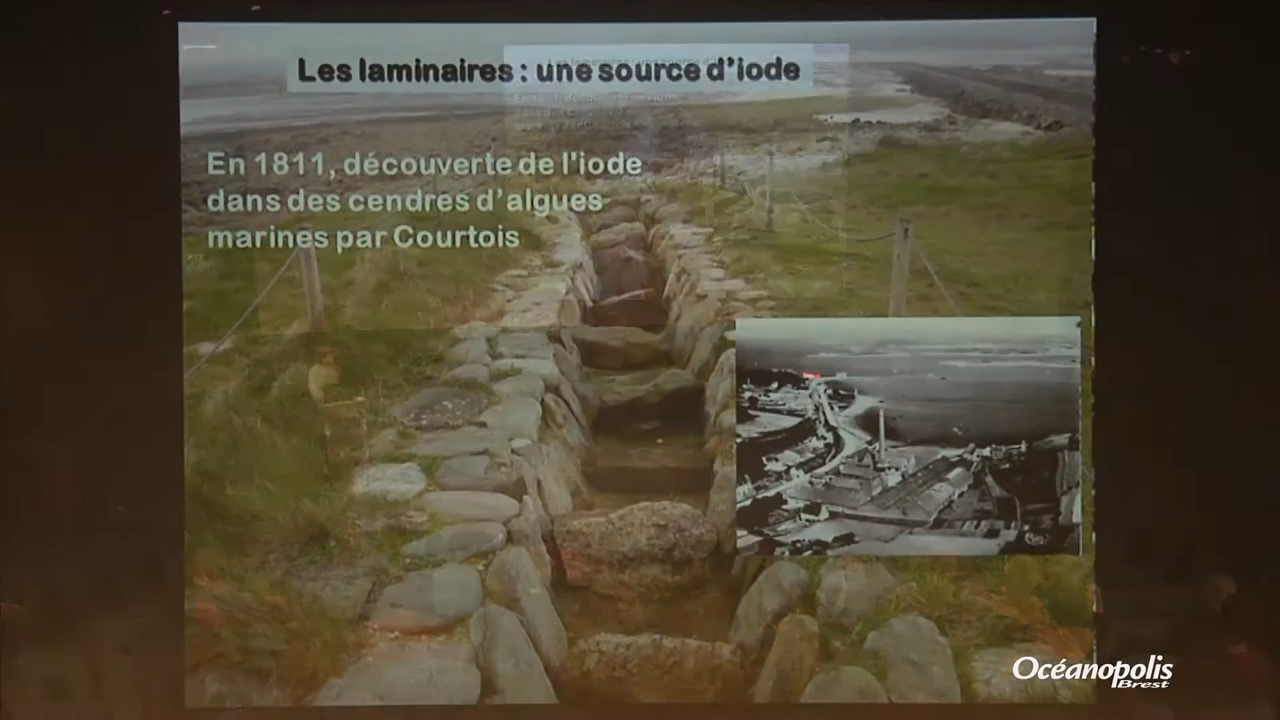 Les laminaires : une source d'iode
En 1811, découverte de l'iode
dans des cendres d'algues
marines par Courtois
Océanopolis
Brest